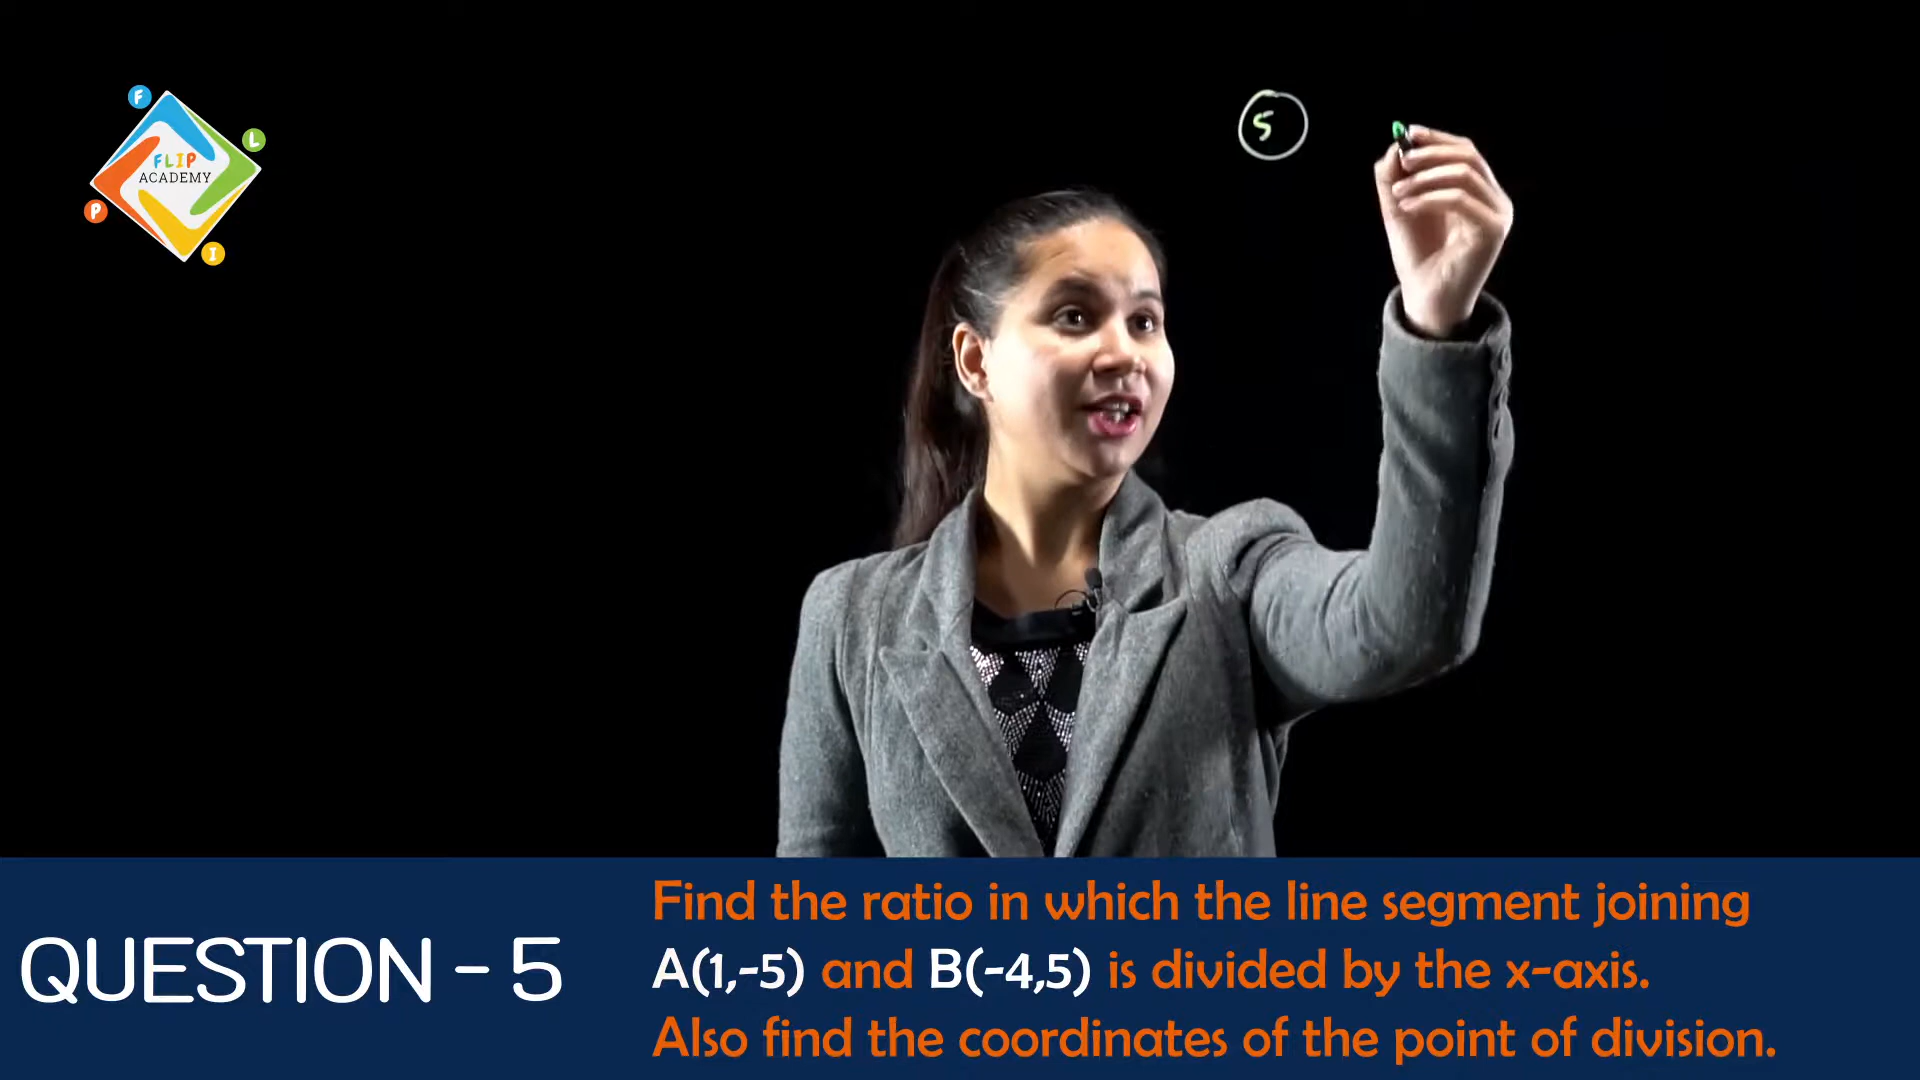 F
L
FLIP
ACADEMY
P
I
5
QUESTION - 5
Find the ratio in which the line segment joining
A(1,-5) and B(-4,5) is divided by the x-axis.
Also find the coordinates of the point of division.